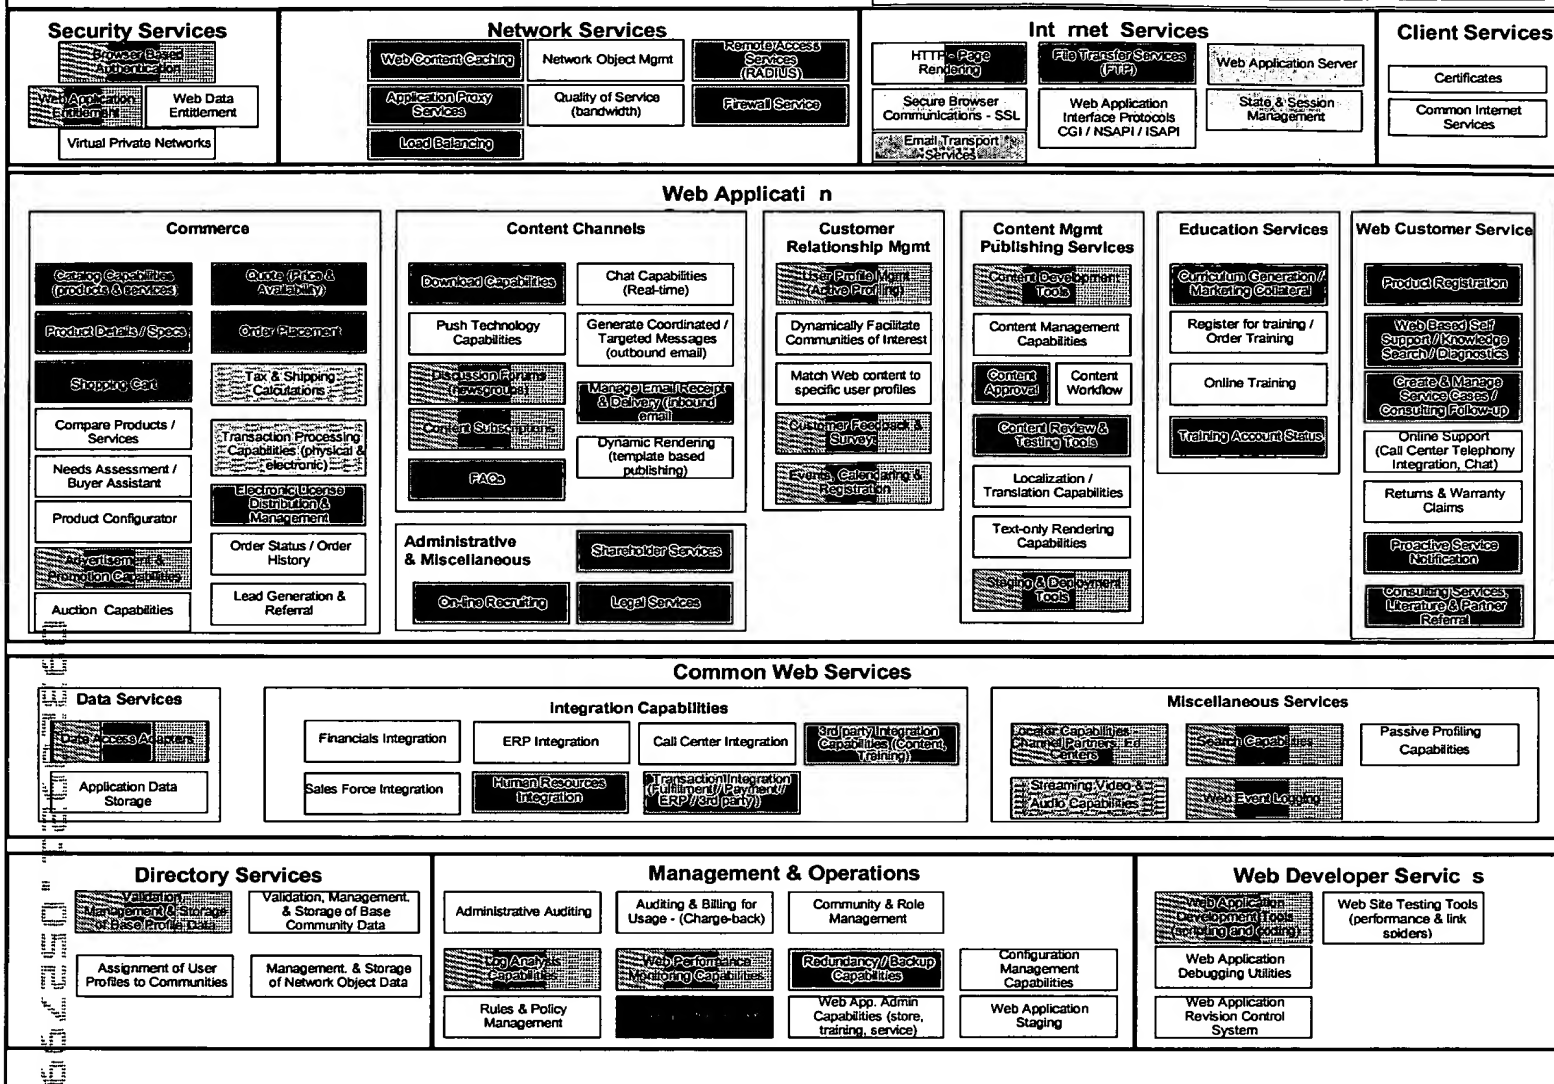 Security Services
Browser Based
Authentication
Web Application
Entitlement
Web Data
Entitlement
Virtual Private Networks
Network Services
Web Content Caching
Network Object Mgmt
Remote Access
Services
(RADIUS)
Application Proxy
Services
Quality of Service
(bandwidth)
Firewall Service
Load Balancing
Int rnet Services
HTTP - Page
Rendering
File Transfer Services
(FTP)
Web Application Server
Secure Browser
Communications - SSL
Web Application
Interface Protocols
CGI / NSAPI / ISAPI
State & Session
Management
Email Transport
Services
Client Services
Certificates
Common Internet
Services
Web Applicati n
Commerce
Catalog Capabilities
(products & services)
Quote (Price &
Availability)
Product Details / Specs
Order Placement
Shopping Cart
Tax & Shipping
Calculations
Compare Products /
Services
Transaction Processing
Capabilities (physical &
electronic)
Needs Assessment /
Buyer Assistant
Electronic License
Distribution &
Management
Product Configurator
Order Status / Order
History
Advertisement &
Promotion Capabilities
Lead Generation &
Referral
Auction Capabilities
Content Channels
Download Capabilities
Chat Capabilities
(Real-time)
Push Technology
Capabilities
Generate Coordinated /
Targeted Messages
(outbound email)
Discussion Forums
(newsgroups)
Manage Email Receipt
& Delivery (inbound
email
Content Subscriptions
Dynamic Rendering
(template based
publishing)
FAQs
Administrative
& Miscellaneous
Shareholder Services
On-line Recruiting
Legal Services
Customer
Relationship Mgmt
User Profile Mgmt
(Active Profiling)
Dynamically Facilitate
Communities of Interest
Match Web content to
specific user profiles
Customer Feedback &
Surveys
Events, Calendaring &
Registration
Content Mgmt
Publishing Services
Content Development
Tools
Content Management
Capabilities
Content
Approval
Content
Workflow
Content Review &
Testing Tools
Localization /
Translation Capabilities
Text-only Rendering
Capabilities
Staging & Deployment
Tools
Education Services
Curriculum Generation /
Marketing Collateral
Register for training /
Order Training
Online Training
Training Account Status
Web Customer Service
Product Registration
Web Based Self
Support / Knowledge
Search / Diagnostics
Create & Manage
Service Cases /
Consulting Follow-up
Online Support
(Call Center Telephony
Integration, Chat)
Returns & Warranty
Claims
Proactive Service
Notification
Consulting Services,
Literature & Partner
Referral
Common Web Services
Data Services
Data Access Adapters
Application Data
Storage
Integration Capabilities
Financials Integration
ERP Integration
Call Center Integration
3rd party Integration
Capabilities (Content,
Training)
Sales Force Integration
Human Resources
Integration
Transaction Integration
(Fulfillment / Payment /
ERP / 3rd party)
Miscellaneous Services
Locator Capabilities -
Channel Partners, Ed
Centers
Search Capabilities
Passive Profiling
Capabilities
Streaming Video &
Audio Capabilities
Web Event Logging
Directory Services
Validation,
Management & Storage
of Base Profile Data
Validation, Management.
& Storage of Base
Community Data
Assignment of User
Profiles to Communities
Management. & Storage
of Network Object Data
Management & Operations
Administrative Auditing
Auditing & Billing for
Usage - (Charge-back)
Community & Role
Management
Log Analysis
Capabilities
Web Performance
Monitoring Capabilities
Redundancy / Backup
Capabilities
Configuration
Management
Capabilities
Rules & Policy
Management
Web App. Admin
Capabilities (store,
training, service)
Web Application
Staging
Web Developer Servic s
Web Application
Development Tools
(scripting and coding)
Web Site Testing Tools
(performance & link
spiders)
Web Application
Debugging Utilities
Web Application
Revision Control
System